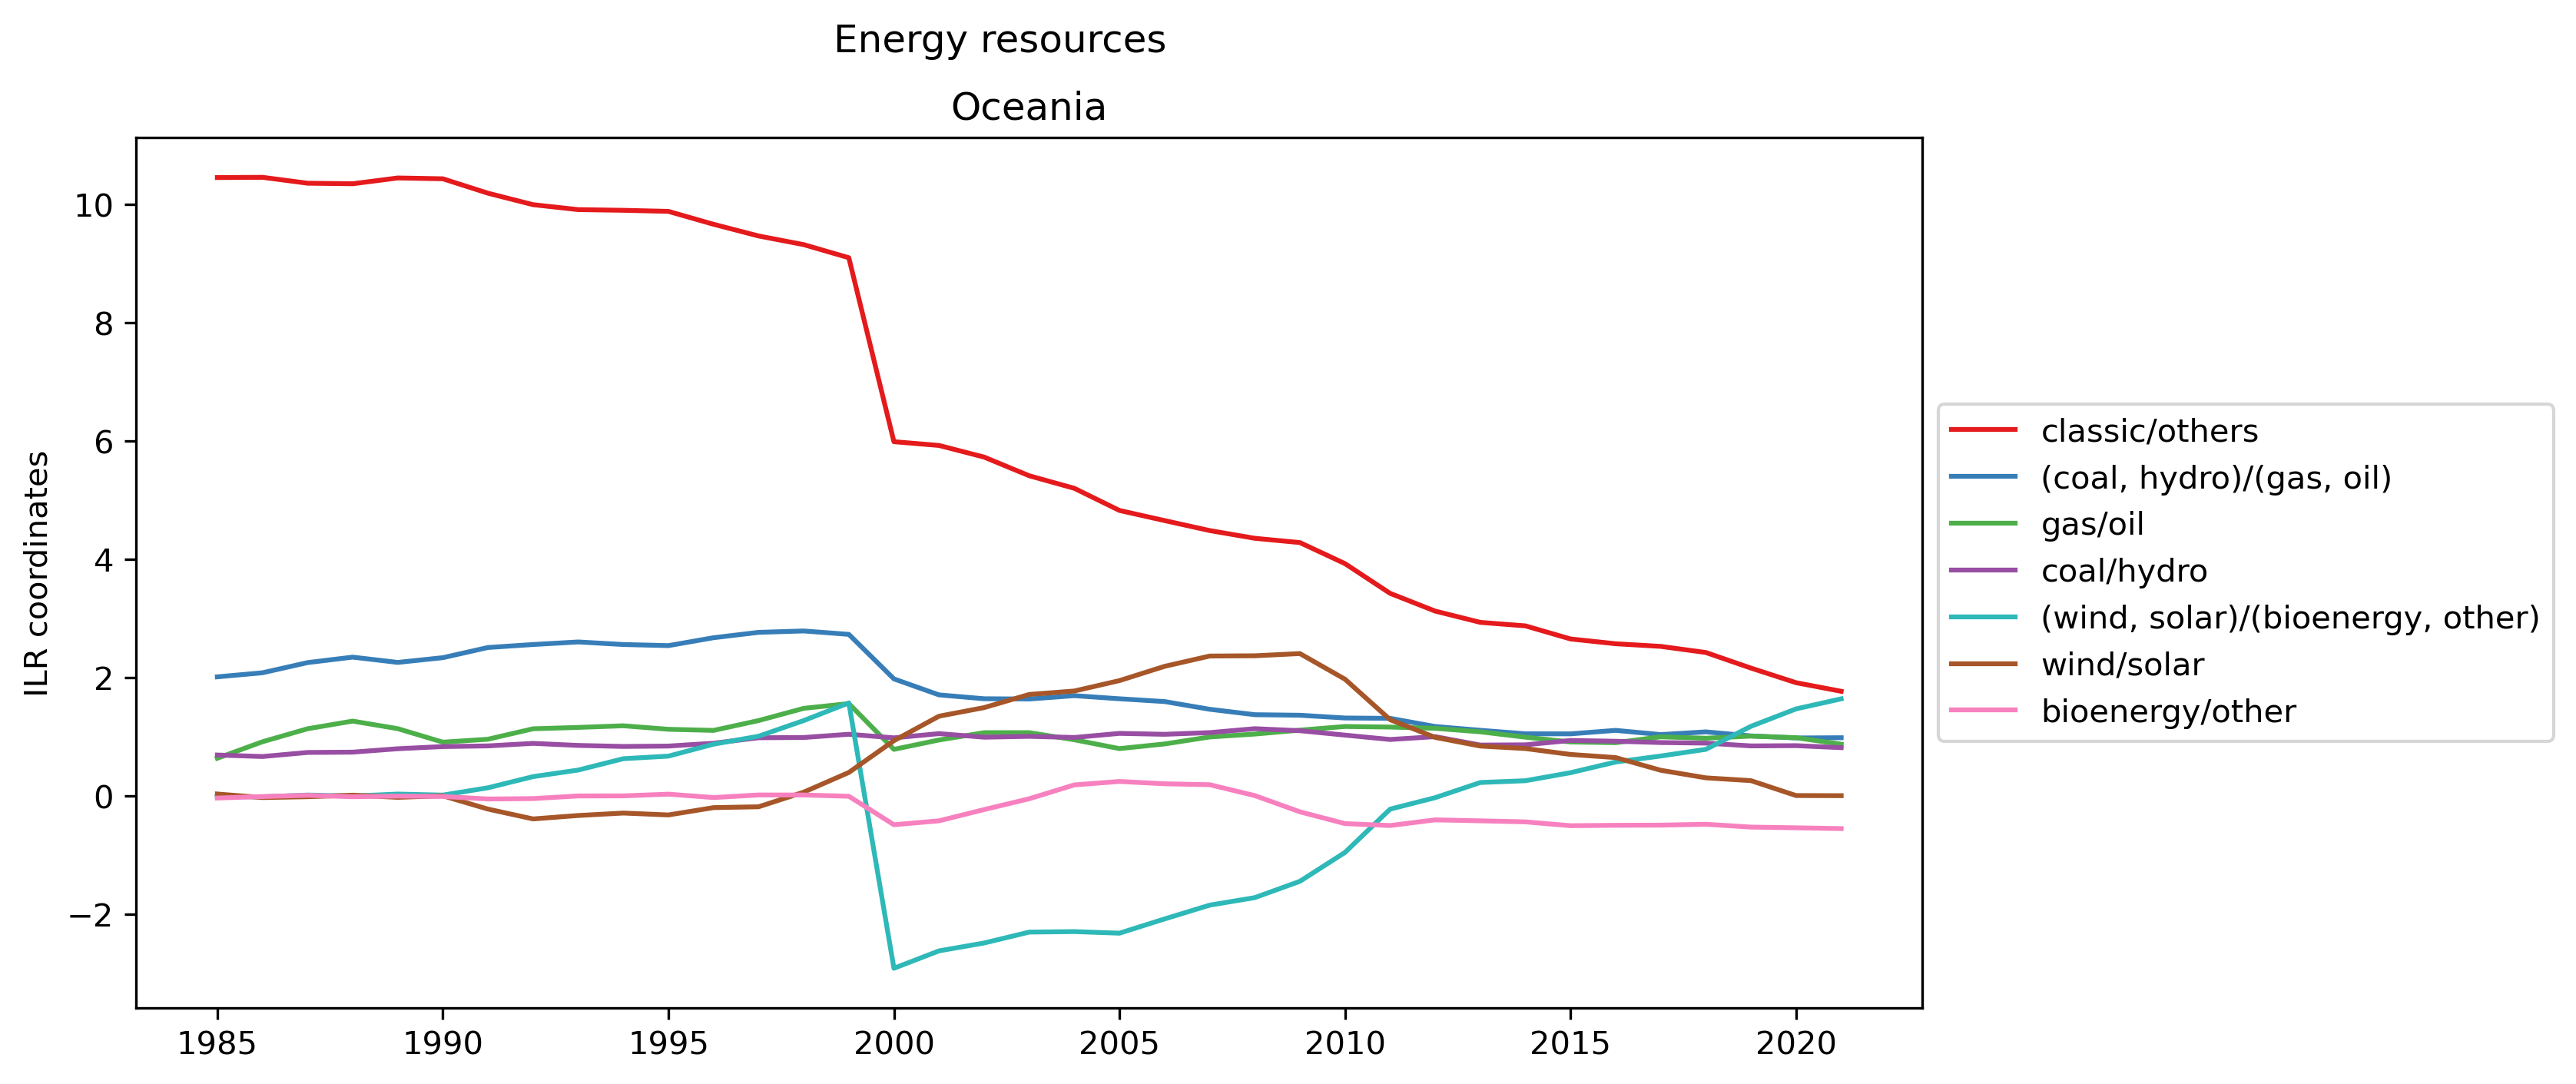 Energy resources
Oceania
ILR coordinates
10
8
6
4
2
0
−2
1985 1990 1995 2000 2005 2010 2015 2020
classic/others
(coal, hydro)/(gas, oil)
gas/oil
coal/hydro
(wind, solar)/(bioenergy, other)
wind/solar
bioenergy/other